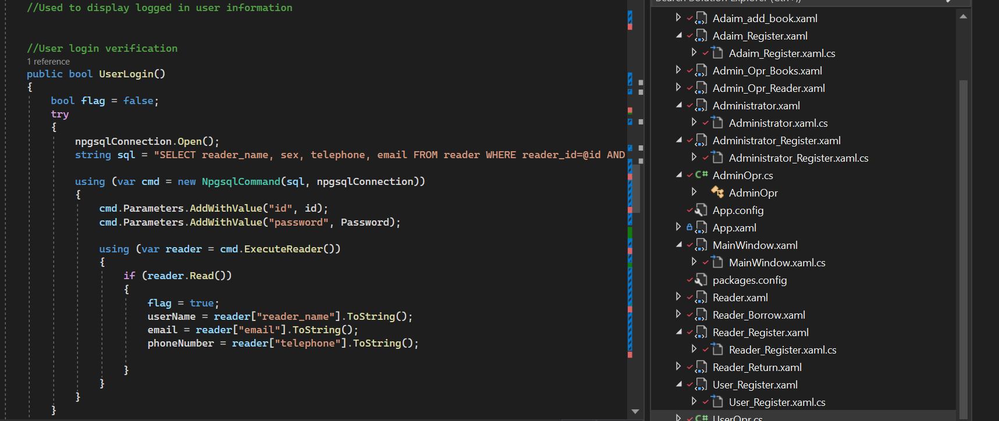 //Used to display logged in user information
//User login verification
1 reference
public bool UserLogin()
{
bool flag = false;
try
{
npgsqlConnection.Open();
string sql = "SELECT reader_name, sex, telephone, email FROM reader WHERE reader_id=@id AND
using (var cmd = new NpgsqlCommand(sql, npgsqlConnection))
{
cmd.Parameters.AddWithValue("id", id);
cmd.Parameters.AddWithValue("password", Password);
using (var reader = cmd.ExecuteReader())
{
if (reader.Read())
{
flag = true;
userName = reader["reader_name"].ToString();
email = reader["email"].ToString();
phoneNumber = reader["telephone"].ToString();
}
}
}
}
Search Solution Explorer (Ctrl+;)
Adaim_add_book.xaml
Adaim_Register.xaml
Adaim_Register.xaml.cs
Admin_Opr_Books.xaml
Admin_Opr_Reader.xaml
Administrator.xaml
Administrator.xaml.cs
Administrator_Register.xaml
Administrator_Register.xaml.cs
C# AdminOpr.cs
AdminOpr
App.config
App.xaml
MainWindow.xaml
MainWindow.xaml.cs
packages.config
Reader.xaml
Reader_Borrow.xaml
Reader_Register.xaml
Reader_Register.xaml.cs
Reader_Return.xaml
User_Register.xaml
User_Register.xaml.cs
C# UserOpr.cs